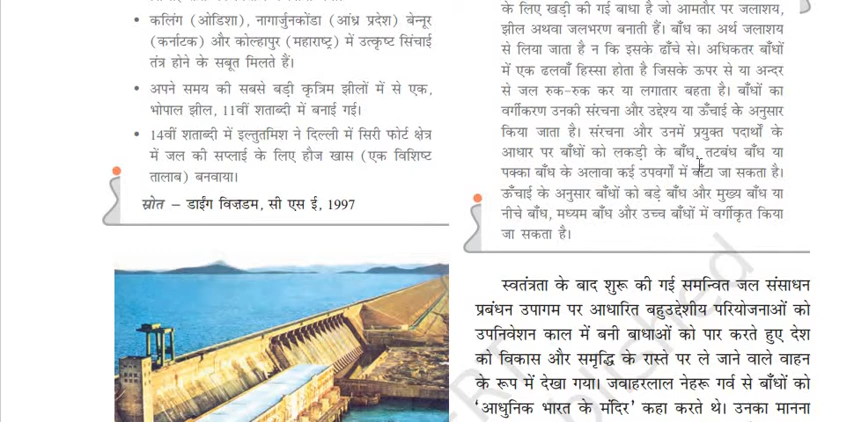 • कलिंग (ओडिशा), नागार्जुनकोंडा (आंध्र प्रदेश) बेन्नूर
(कर्नाटक) और कोल्हापुर (महाराष्ट्र) में उत्कृष्ट सिंचाई
तंत्र होने के सबूत मिलते हैं।
• अपने समय की सबसे बड़ी कृत्रिम झीलों में से एक,
भोपाल झील, 11वीं शताब्दी में बनाई गई।
• 14वीं शताब्दी में इल्तुतमिश ने दिल्ली में सिरी फोर्ट क्षेत्र
में जल की सप्लाई के लिए हौज खास (एक विशिष्ट
तालाब) बनवाया।
स्रोत – डाईंग विज़डम, सी एस ई, 1997
के लिए खड़ी की गई बाधा है जो आमतौर पर जलाशय,
झील अथवा जलभरण बनाती हैं। बाँध का अर्थ जलाशय
से लिया जाता है न कि इसके ढाँचे से। अधिकतर बाँधों
में एक ढलवाँ हिस्सा होता है जिसके ऊपर से या अन्दर
से जल रुक-रुक कर या लगातार बहता है। बाँधों का
वर्गीकरण उनकी संरचना और उद्देश्य या ऊँचाई के अनुसार
किया जाता है। संरचना और उनमें प्रयुक्त पदार्थों के
आधार पर बाँधों को लकड़ी के बाँध, तटबंध बाँध या
पक्का बाँध के अलावा कई उपवर्गों में बाँटा जा सकता है।
ऊँचाई के अनुसार बाँधों को बड़े बाँध और मुख्य बाँध या
नीचे बाँध, मध्यम बाँध और उच्च बाँधों में वर्गीकृत किया
जा सकता है।
स्वतंत्रता के बाद शुरू की गई समन्वित जल संसाधन
प्रबंधन उपागम पर आधारित बहुउद्देशीय परियोजनाओं को
उपनिवेशन काल में बनी बाधाओं को पार करते हुए देश
को विकास और समृद्धि के रास्ते पर ले जाने वाले वाहन
के रूप में देखा गया। जवाहरलाल नेहरू गर्व से बाँधों को
'आधुनिक भारत के मंदिर' कहा करते थे। उनका मानना